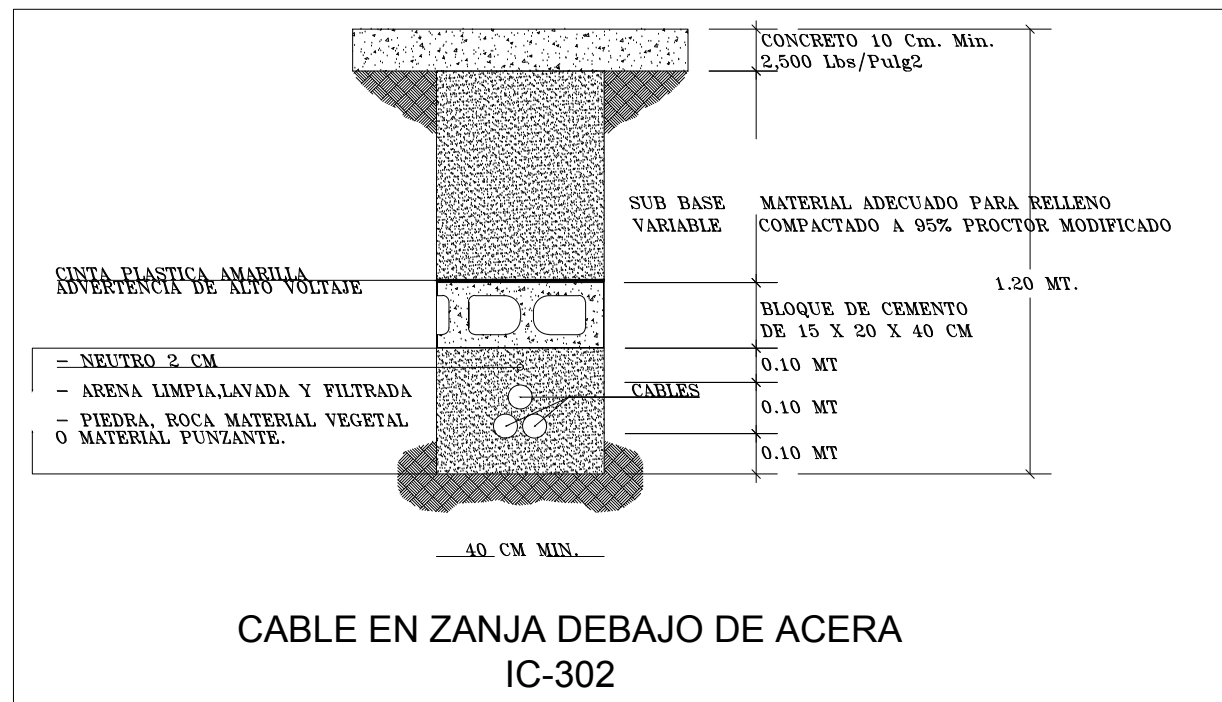 CONCRETO 10 Cm. Min.
2,500 Lbs/Pulg2
SUB BASE
VARIABLE
MATERIAL ADECUADO PARA RELLENO
COMPACTADO A 95% PROCTOR MODIFICADO
CINTA PLASTICA AMARILLA
ADVERTENCIA DE ALTO VOLTAJE
1.20 MT.
BLOQUE DE CEMENTO
DE 15 X 20 X 40 CM
– NEUTRO 2 CM
– ARENA LIMPIA,LAVADA Y FILTRADA
– PIEDRA, ROCA MATERIAL VEGETAL
O MATERIAL PUNZANTE.
CABLES
0.10 MT
0.10 MT
0.10 MT
40 CM MIN.
CABLE EN ZANJA DEBAJO DE ACERA
IC-302